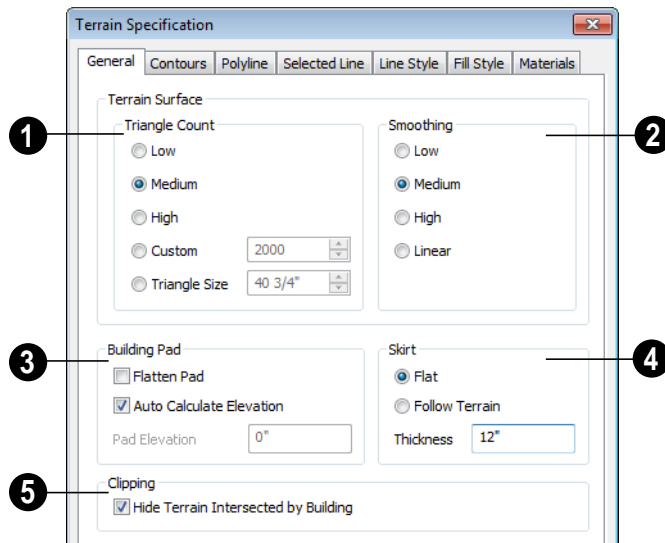 Terrain Specification
General Contours Polyline Selected Line Line Style Fill Style Materials
Terrain Surface
1
Triangle Count
Low
Medium
High
Custom 2000
Triangle Size 40 3/4"
2
Smoothing
Low
Medium
High
Linear
3
Building Pad
Flatten Pad
Auto Calculate Elevation
Pad Elevation 0"
4
Skirt
Flat
Follow Terrain
Thickness 12"
5
Clipping
Hide Terrain Intersected by Building